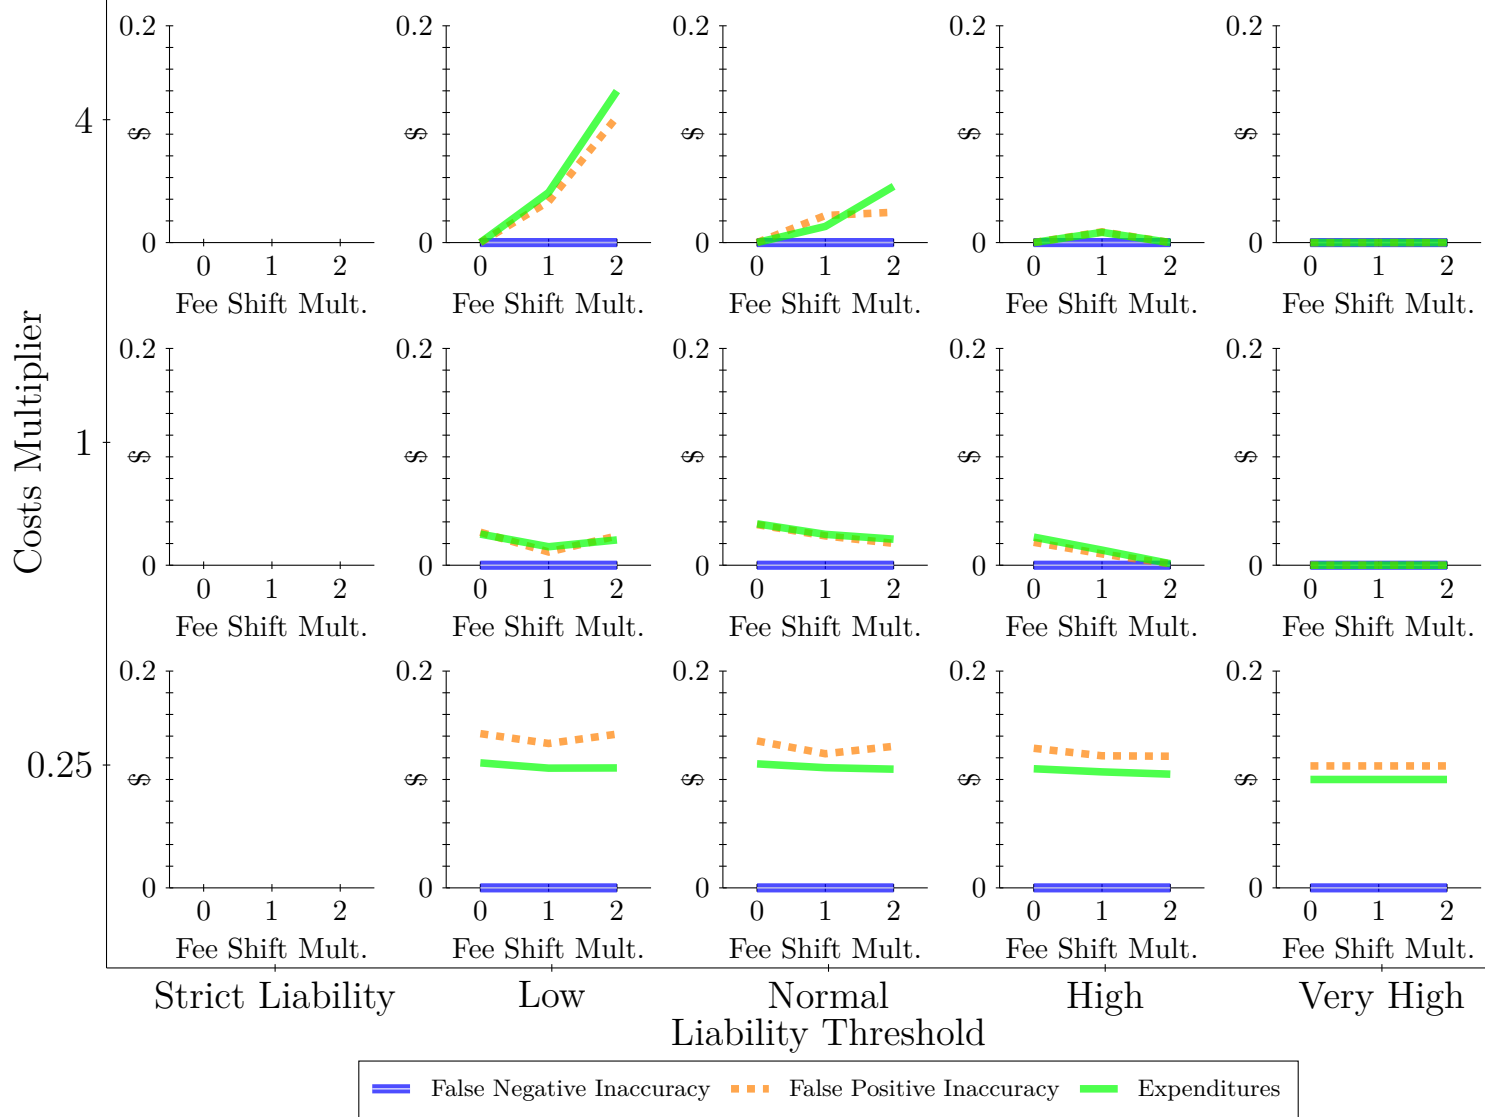 Costs Multiplier
4
0.2
$
0
0 1 2
Fee Shift Mult.
0.2
$
0
0 1 2
Fee Shift Mult.
0.2
$
0
0 1 2
Fee Shift Mult.
0.2
$
0
0 1 2
Fee Shift Mult.
0.2
$
0
0 1 2
Fee Shift Mult.
1
0.2
$
0
0 1 2
Fee Shift Mult.
0.2
$
0
0 1 2
Fee Shift Mult.
0.2
$
0
0 1 2
Fee Shift Mult.
0.2
$
0
0 1 2
Fee Shift Mult.
0.2
$
0
0 1 2
Fee Shift Mult.
0.25
0.2
$
0
0 1 2
Fee Shift Mult.
0.2
$
0
0 1 2
Fee Shift Mult.
0.2
$
0
0 1 2
Fee Shift Mult.
0.2
$
0
0 1 2
Fee Shift Mult.
0.2
$
0
0 1 2
Fee Shift Mult.
Strict Liability Low Normal High Very High
Liability Threshold
False Negative Inaccuracy False Positive Inaccuracy Expenditures